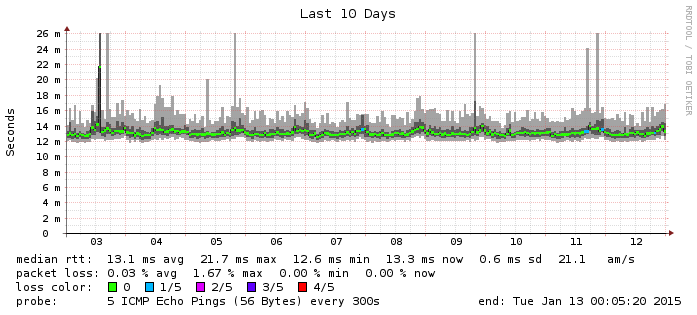 Last 10 Days
RRDTOOL / TOBI OETIKER
Seconds
26 m
24 m
22 m
20 m
18 m
16 m
14 m
12 m
10 m
8 m
6 m
4 m
2 m
0
03 04 05 06 07 08 09 10 11 12
median rtt: 13.1 ms avg 21.7 ms max 12.6 ms min 13.3 ms now 0.6 ms sd 21.1 am/s
packet loss: 0.03 % avg 1.67 % max 0.00 % min 0.00 % now
loss color: 0 1/5 2/5 3/5 4/5
probe: 5 ICMP Echo Pings (56 Bytes) every 300s end: Tue Jan 13 00:05:20 2015